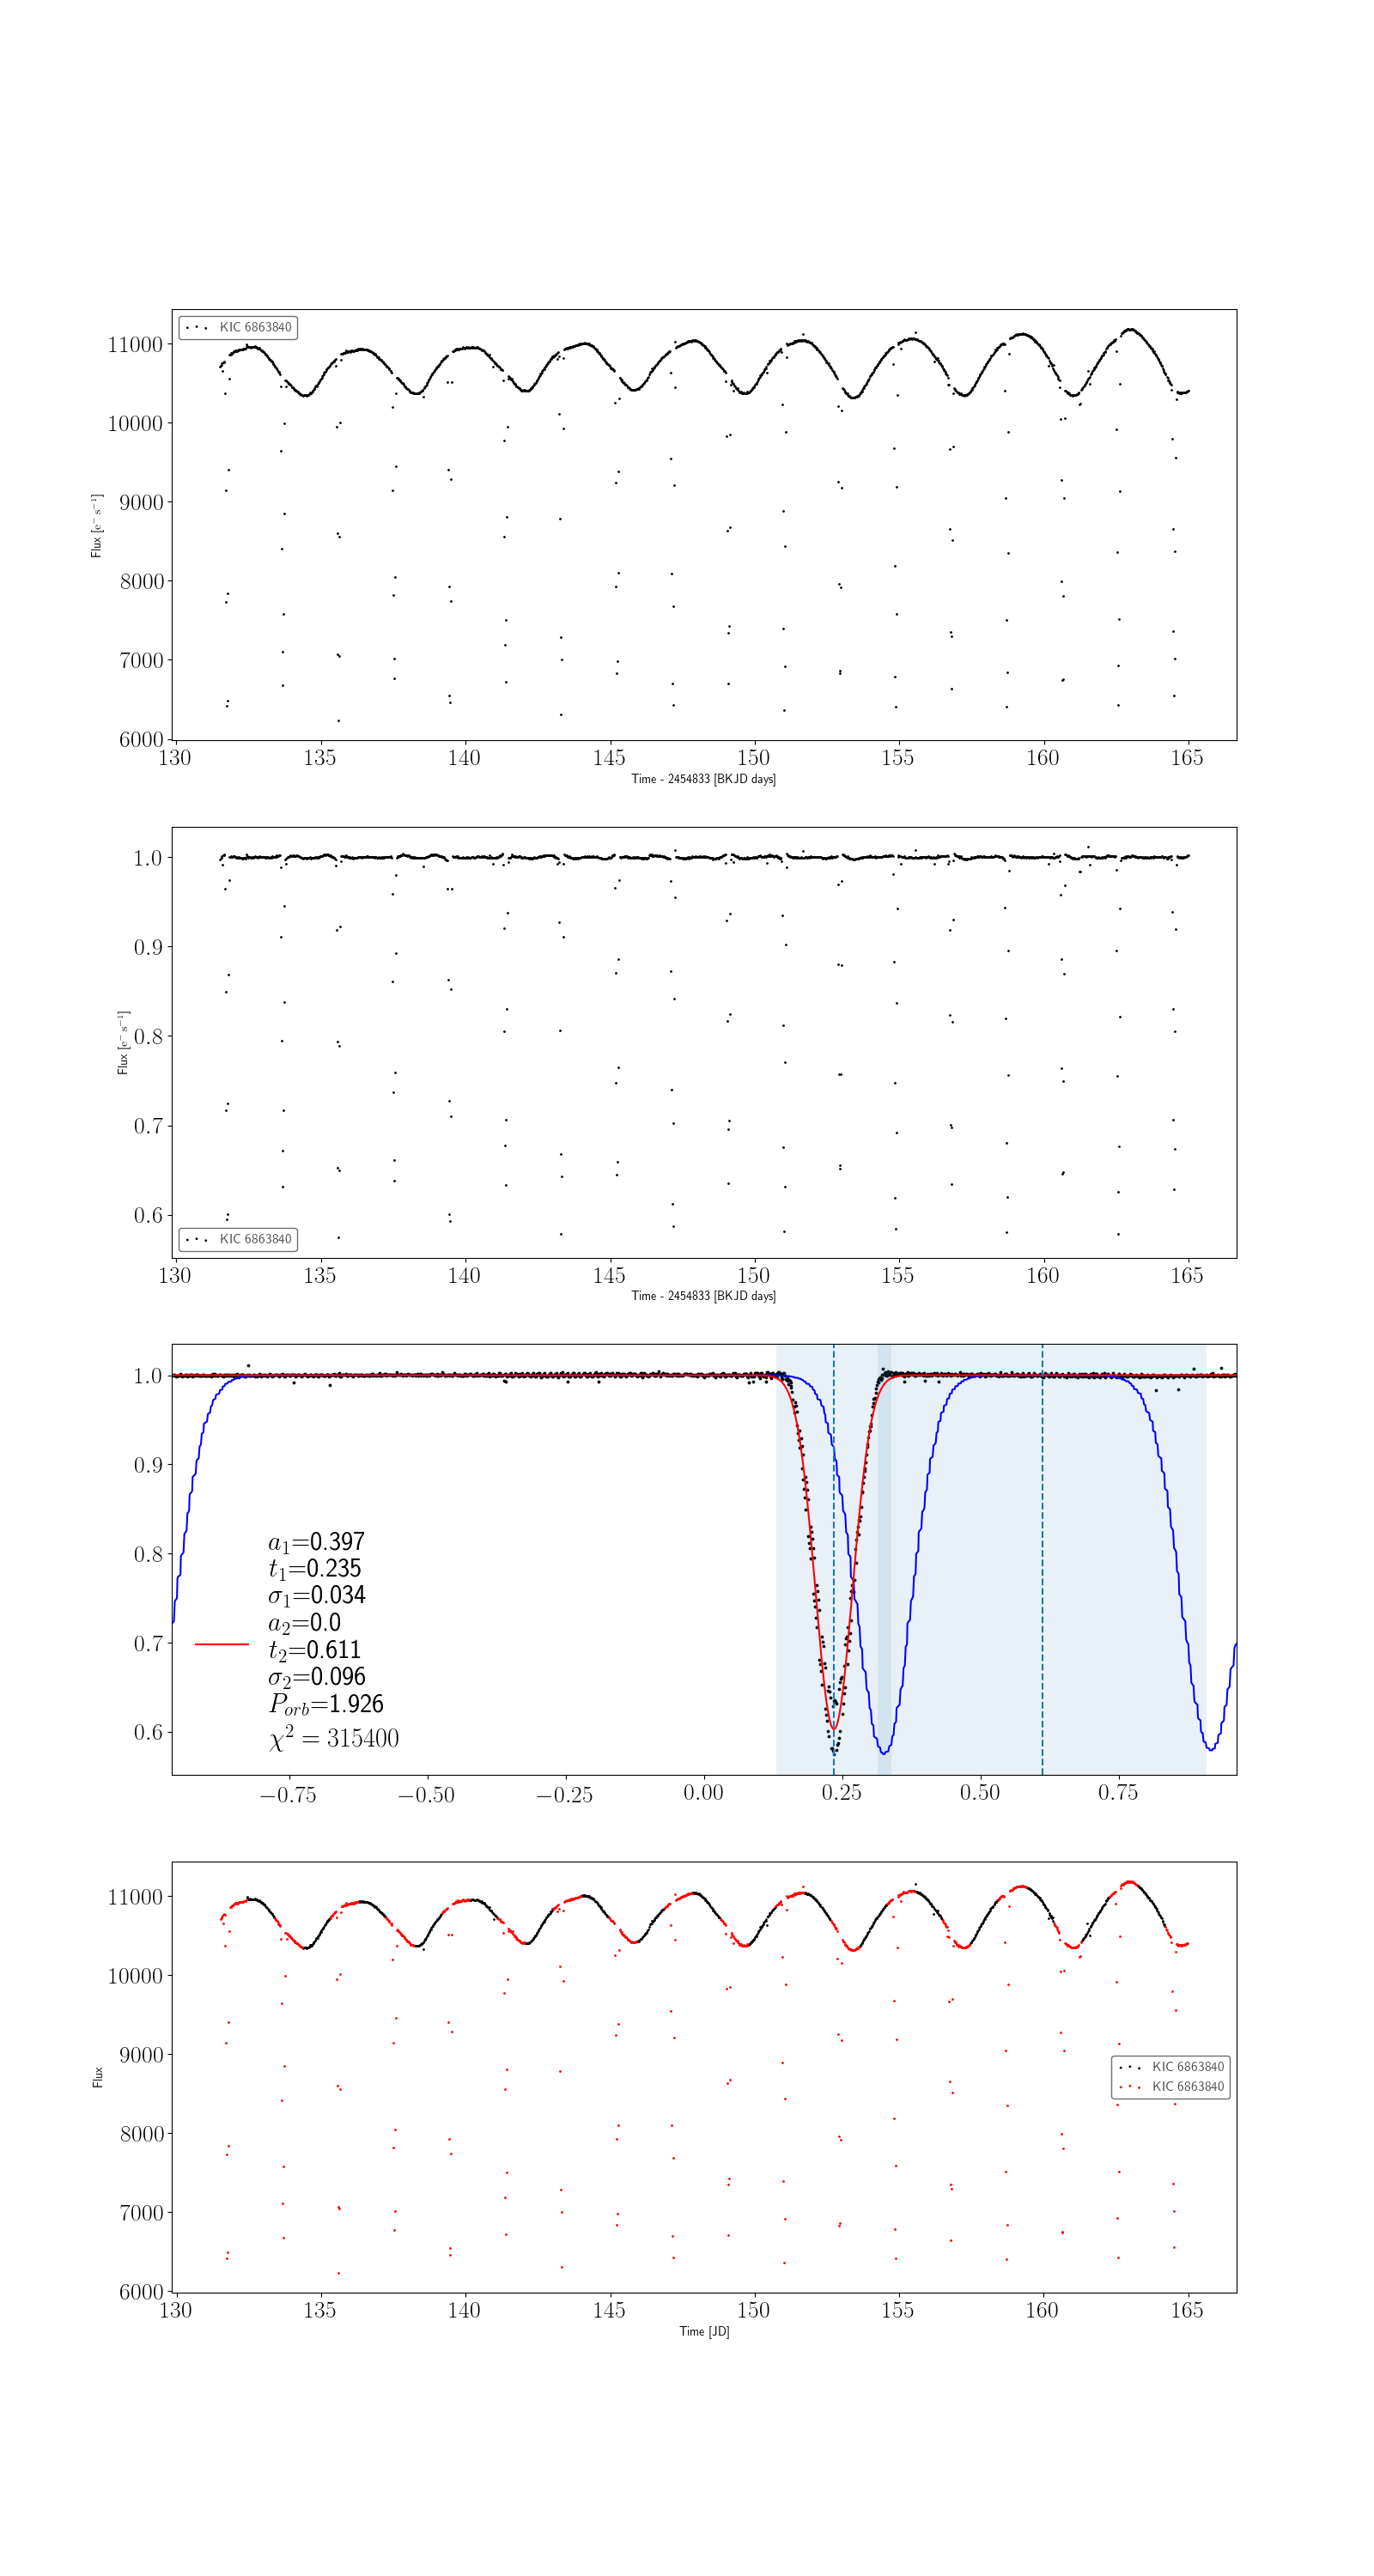 KIC 6863840
11000
10000
9000
8000
7000
6000
Flux [e⁻ s⁻¹]
130 135 140 145 150 155 160 165
Time - 2454833 [BKJD days]
1.0
0.9
0.8
0.7
0.6
Flux [e⁻ s⁻¹]
KIC 6863840
130 135 140 145 150 155 160 165
Time - 2454833 [BKJD days]
1.0
0.9
0.8
0.7
0.6
a₁=0.397
t₁=0.235
σ₁=0.034
a₂=0.0
t₂=0.611
σ₂=0.096
P_orb=1.926
χ² = 315400
−0.75 −0.50 −0.25 0.00 0.25 0.50 0.75
11000
10000
9000
8000
7000
6000
Flux
KIC 6863840
KIC 6863840
130 135 140 145 150 155 160 165
Time [JD]